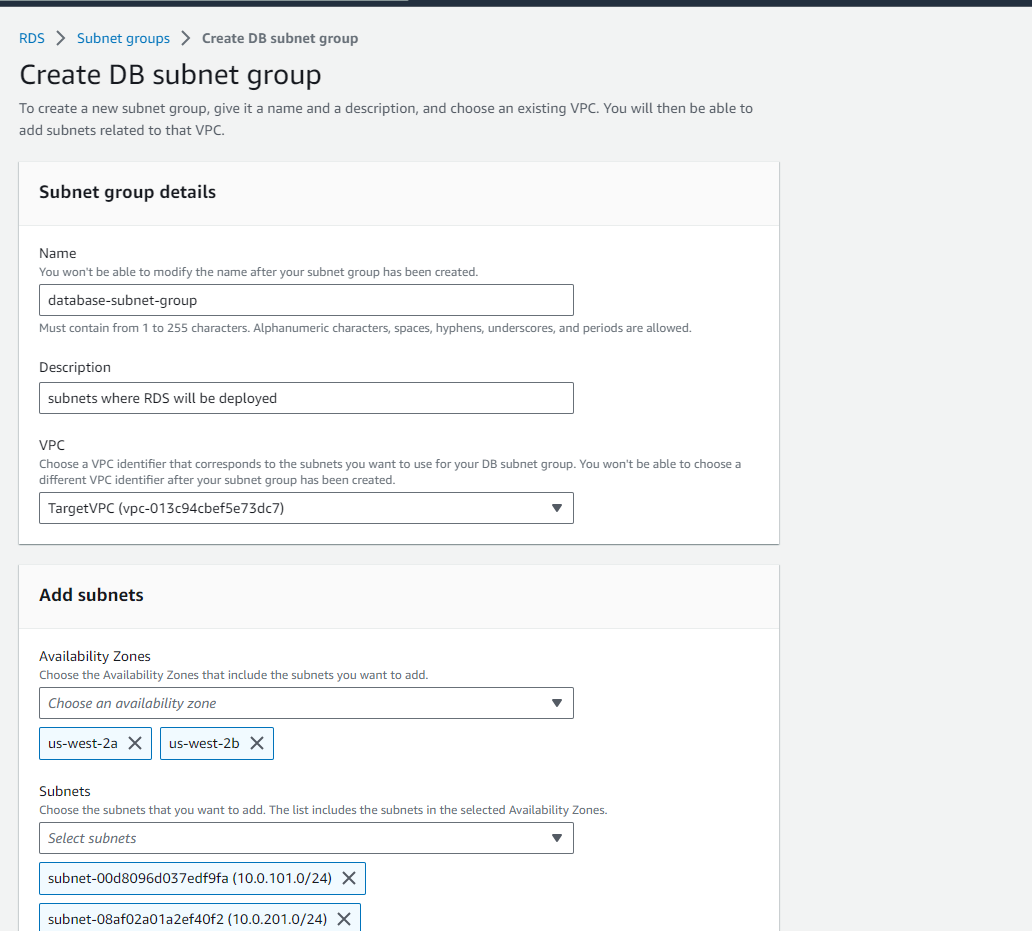 RDS > Subnet groups > Create DB subnet group
Create DB subnet group
To create a new subnet group, give it a name and a description, and choose an existing VPC. You will then be able to
add subnets related to that VPC.
Subnet group details
Name
You won't be able to modify the name after your subnet group has been created.
database-subnet-group
Must contain from 1 to 255 characters. Alphanumeric characters, spaces, hyphens, underscores, and periods are allowed.
Description
subnets where RDS will be deployed
VPC
Choose a VPC identifier that corresponds to the subnets you want to use for your DB subnet group. You won't be able to choose a
different VPC identifier after your subnet group has been created.
TargetVPC (vpc-013c94cbef5e73dc7)
Add subnets
Availability Zones
Choose the Availability Zones that include the subnets you want to add.
Choose an availability zone
us-west-2a us-west-2b
Subnets
Choose the subnets that you want to add. The list includes the subnets in the selected Availability Zones.
Select subnets
subnet-00d8096d037edf9fa (10.0.101.0/24)
subnet-08af02a01a2ef40f2 (10.0.201.0/24)